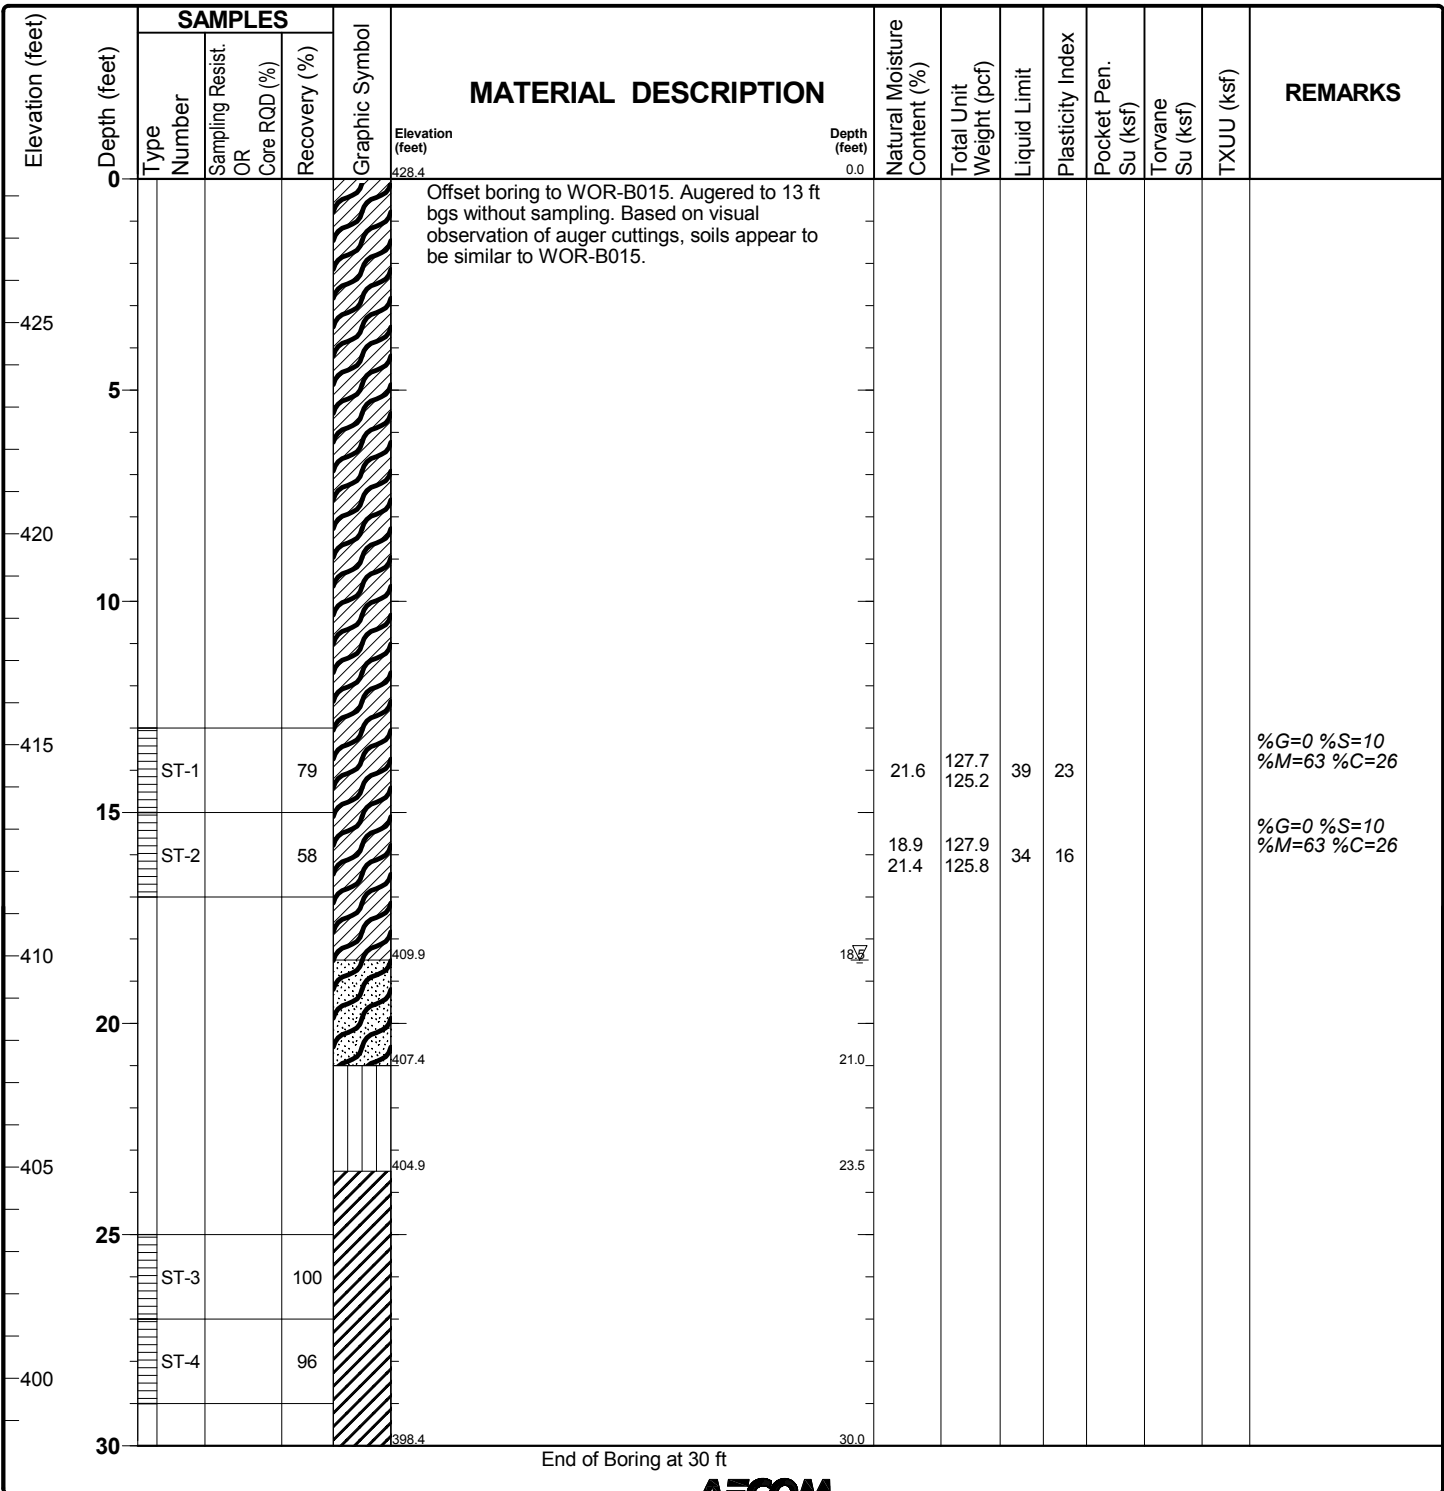 Elevation (feet)
Depth (feet)
SAMPLES
Type
Number
Sampling Resist.
OR
Core RQD (%)
Recovery (%)
Graphic Symbol
MATERIAL DESCRIPTION
Elevation
(feet)
Depth
(feet)
Natural Moisture
Content (%)
Total Unit
Weight (pcf)
Liquid Limit
Plasticity Index
Pocket Pen.
Su (ksf)
Torvane
Su (ksf)
TXUU (ksf)
REMARKS
0
428.4
0.0
Offset boring to WOR-B015. Augered to 13 ft
bgs without sampling. Based on visual
observation of auger cuttings, soils appear to
be similar to WOR-B015.
425
5
420
10
415
ST-1
79
21.6
127.7
125.2
39
23
%G=0 %S=10
%M=63 %C=26
15
ST-2
58
18.9
21.4
127.9
125.8
34
16
%G=0 %S=10
%M=63 %C=26
410
409.9
18.5
20
407.4
21.0
405
404.9
23.5
25
ST-3
100
ST-4
96
400
30
398.4
30.0
End of Boring at 30 ft
AECOM